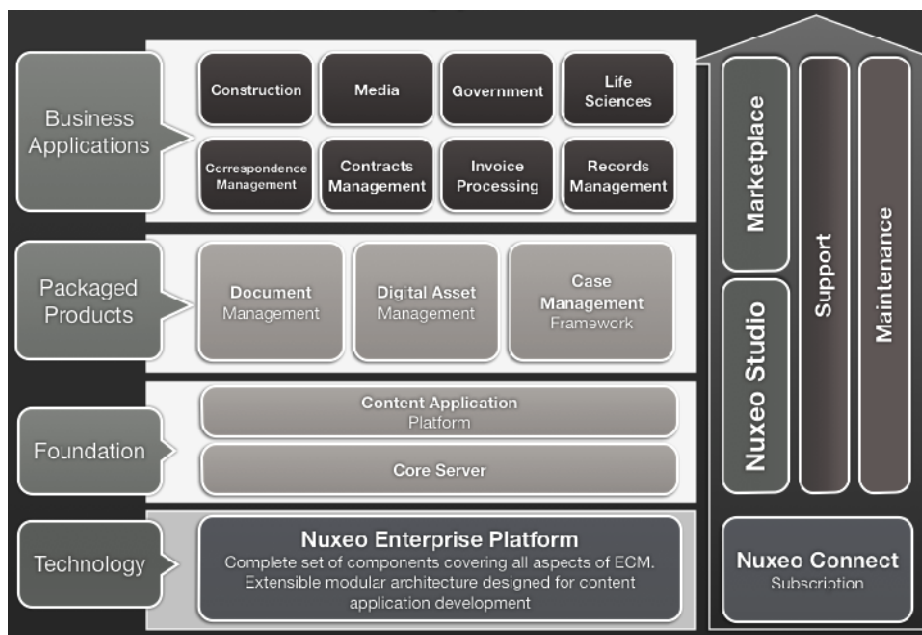 Business
Applications
Construction
Media
Government
Life
Sciences
Correspondence
Management
Contracts
Management
Invoice
Processing
Records
Management
Packaged
Products
Document
Management
Digital Asset
Management
Case
Management
Framework
Foundation
Content Application
Platform
Core Server
Technology
Nuxeo Enterprise Platform
Complete set of components covering all aspects of ECM.
Extensible modular architecture designed for content
application development
Marketplace
Nuxeo Studio
Support
Maintenance
Nuxeo Connect
Subscription